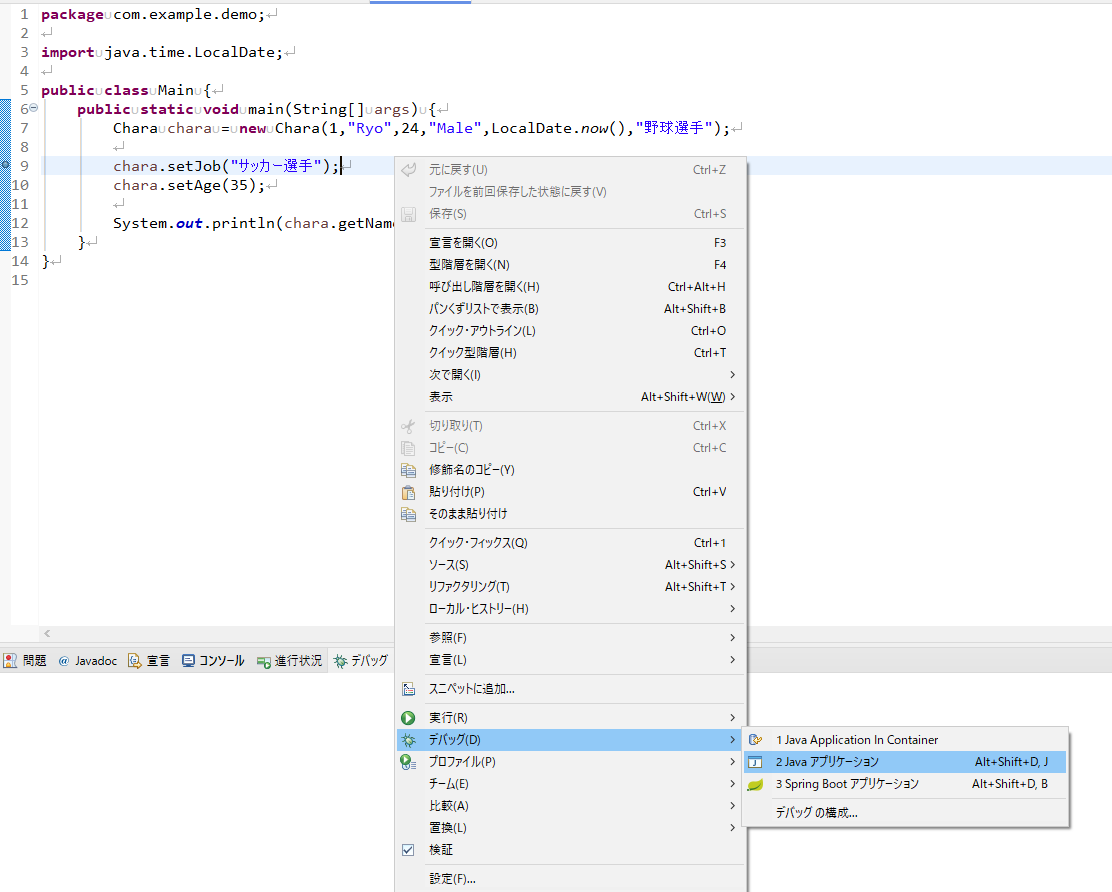 1 package com.example.demo;
2
3 import java.time.LocalDate;
4
5 public class Main {
6 public static void main(String[] args) {
7 Chara chara = new Chara(1,"Ryo",24,"Male",LocalDate.now(),"野球選手");
8
9 chara.setJob("サッカー選手");
10 chara.setAge(35);
11
12 System.out.println(chara.getName
13 }
14 }
15
元に戻す(U) Ctrl+Z
ファイルを前回保存した状態に戻す(V)
保存(S) Ctrl+S
宣言を開く(O) F3
型階層を開く(N) F4
呼び出し階層を開く(H) Ctrl+Alt+H
パンくずリストで表示(B) Alt+Shift+B
クイック・アウトライン(L) Ctrl+O
クイック型階層(H) Ctrl+T
次で開く(I)
表示 Alt+Shift+W(W)
切り取り(T) Ctrl+X
コピー(C) Ctrl+C
修飾名のコピー(Y)
貼り付け(P) Ctrl+V
そのまま貼り付け
クイック・フィックス(Q) Ctrl+1
ソース(S) Alt+Shift+S
リファクタリング(T) Alt+Shift+T
ローカル・ヒストリー(H)
参照(F)
宣言(L)
スニペットに追加...
実行(R)
デバッグ(D)
プロファイル(P)
チーム(E)
比較(A)
置換(L)
検証
設定(F)...
問題 @ Javadoc 宣言 コンソール 進行状況 デバッグ
1 Java Application In Container
2 Java アプリケーション Alt+Shift+D, J
3 Spring Boot アプリケーション Alt+Shift+D, B
デバッグ の構成...